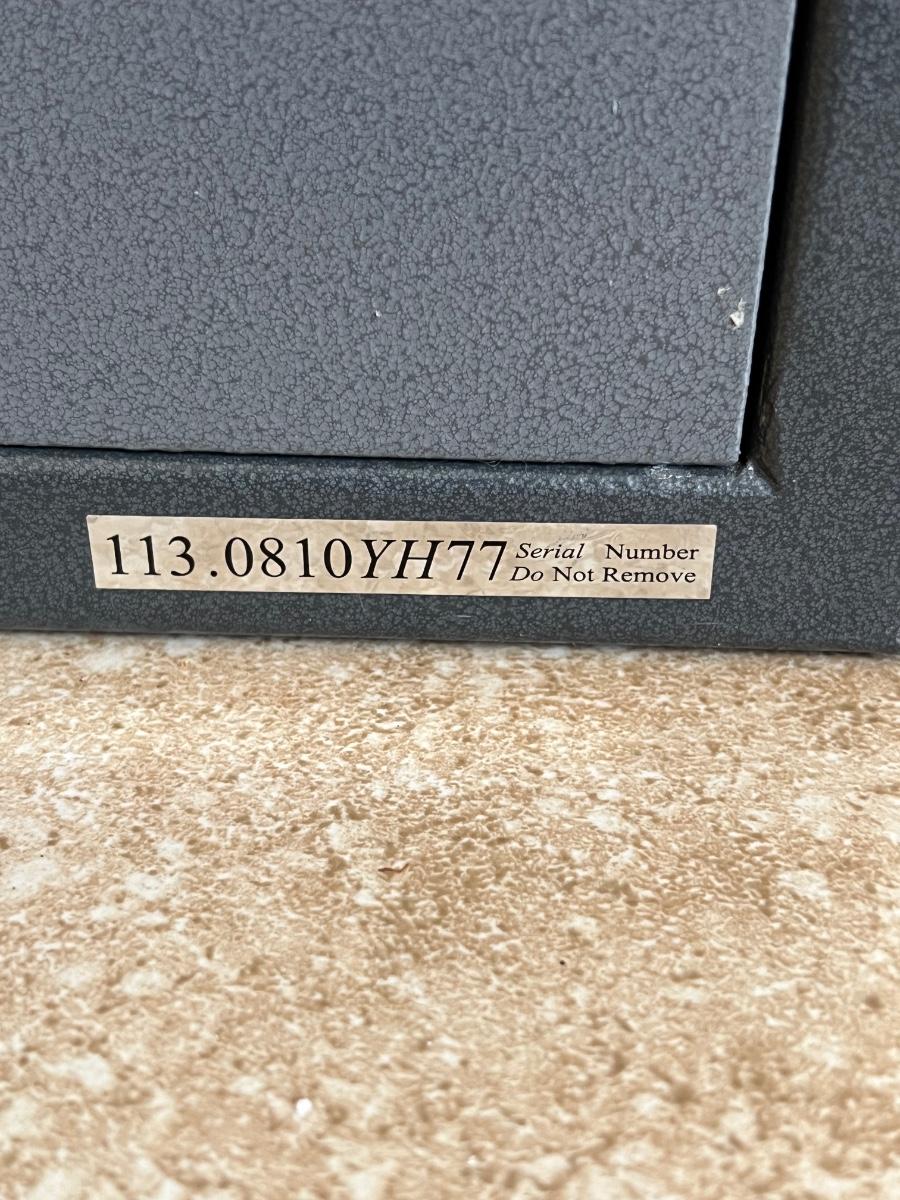 113.0810YH77
Serial Number
Do Not Remove